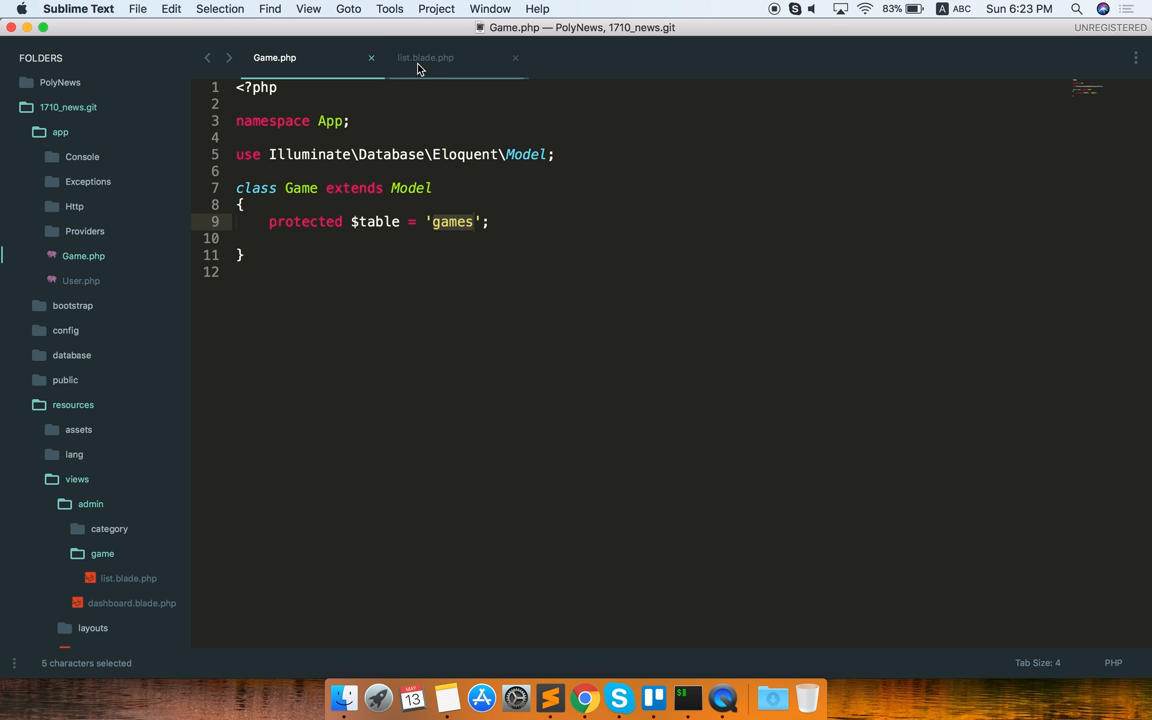 Sublime Text File Edit Selection Find View Goto Tools Project Window Help
83% A ABC Sun 6:23 PM
Game.php — PolyNews, 1710_news.git
UNREGISTERED
FOLDERS
PolyNews
1710_news.git
app
Console
Exceptions
Http
Providers
Game.php
User.php
bootstrap
config
database
public
resources
assets
lang
views
admin
category
game
list.blade.php
dashboard.blade.php
layouts
Game.php ×
list.blade.php ×
1 <?php
2
3 namespace App;
4
5 use Illuminate\Database\Eloquent\Model;
6
7 class Game extends Model
8 {
9 protected $table = 'games';
10
11 }
12
5 characters selected
Tab Size: 4
PHP
MAY
13